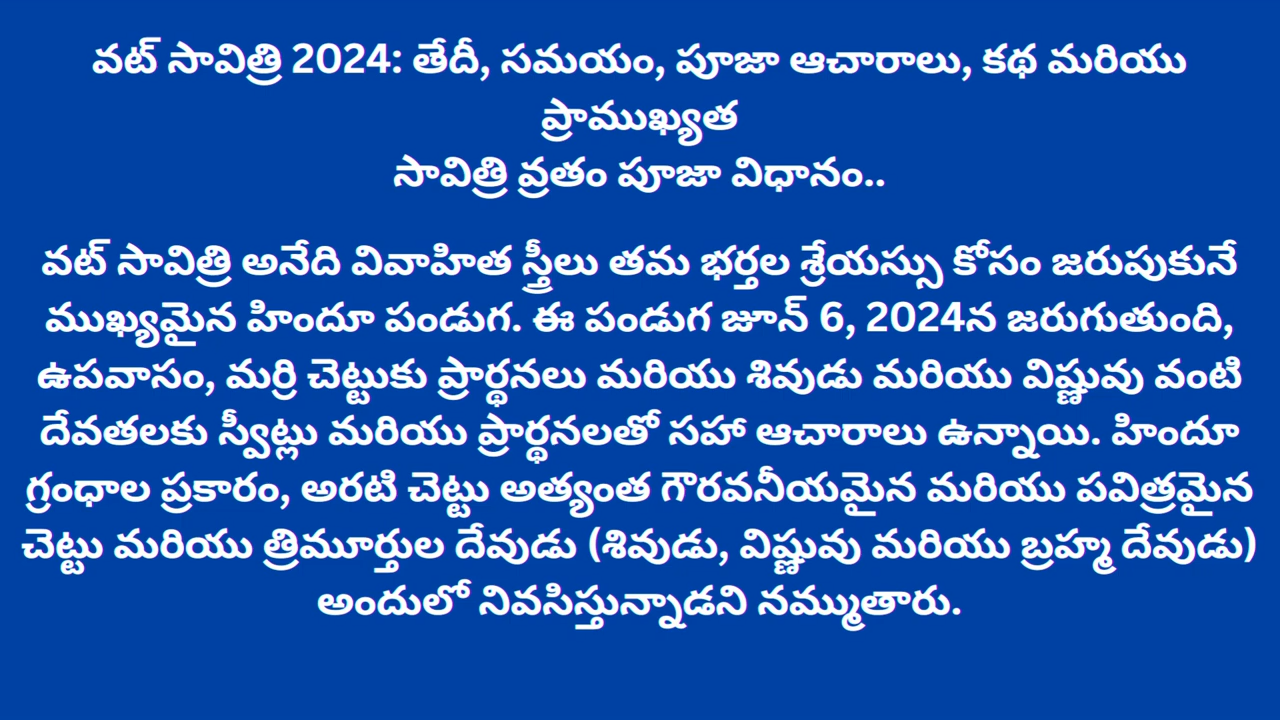 వట్ సావిత్రి 2024: తేదీ, సమయం, పూజా ఆచారాలు, కథ మరియు
ప్రాముఖ్యత
సావిత్రి వ్రతం పూజా విధానం..
వట్ సావిత్రి అనేది వివాహిత స్త్రీలు తమ భర్తల శ్రేయస్సు కోసం జరుపుకునే
ముఖ్యమైన హిందూ పండుగ. ఈ పండుగ జూన్ 6, 2024న జరుగుతుంది,
ఉపవాసం, మర్రి చెట్టుకు ప్రార్థనలు మరియు శివుడు మరియు విష్ణువు వంటి
దేవతలకు స్వీట్లు మరియు ప్రార్థనలతో సహా ఆచారాలు ఉన్నాయి. హిందూ
గ్రంధాల ప్రకారం, అరటి చెట్టు అత్యంత గౌరవనీయమైన మరియు పవిత్రమైన
చెట్టు మరియు త్రిమూర్తుల దేవుడు (శివుడు, విష్ణువు మరియు బ్రహ్మ దేవుడు)
అందులో నివసిస్తున్నాడని నమ్ముతారు.